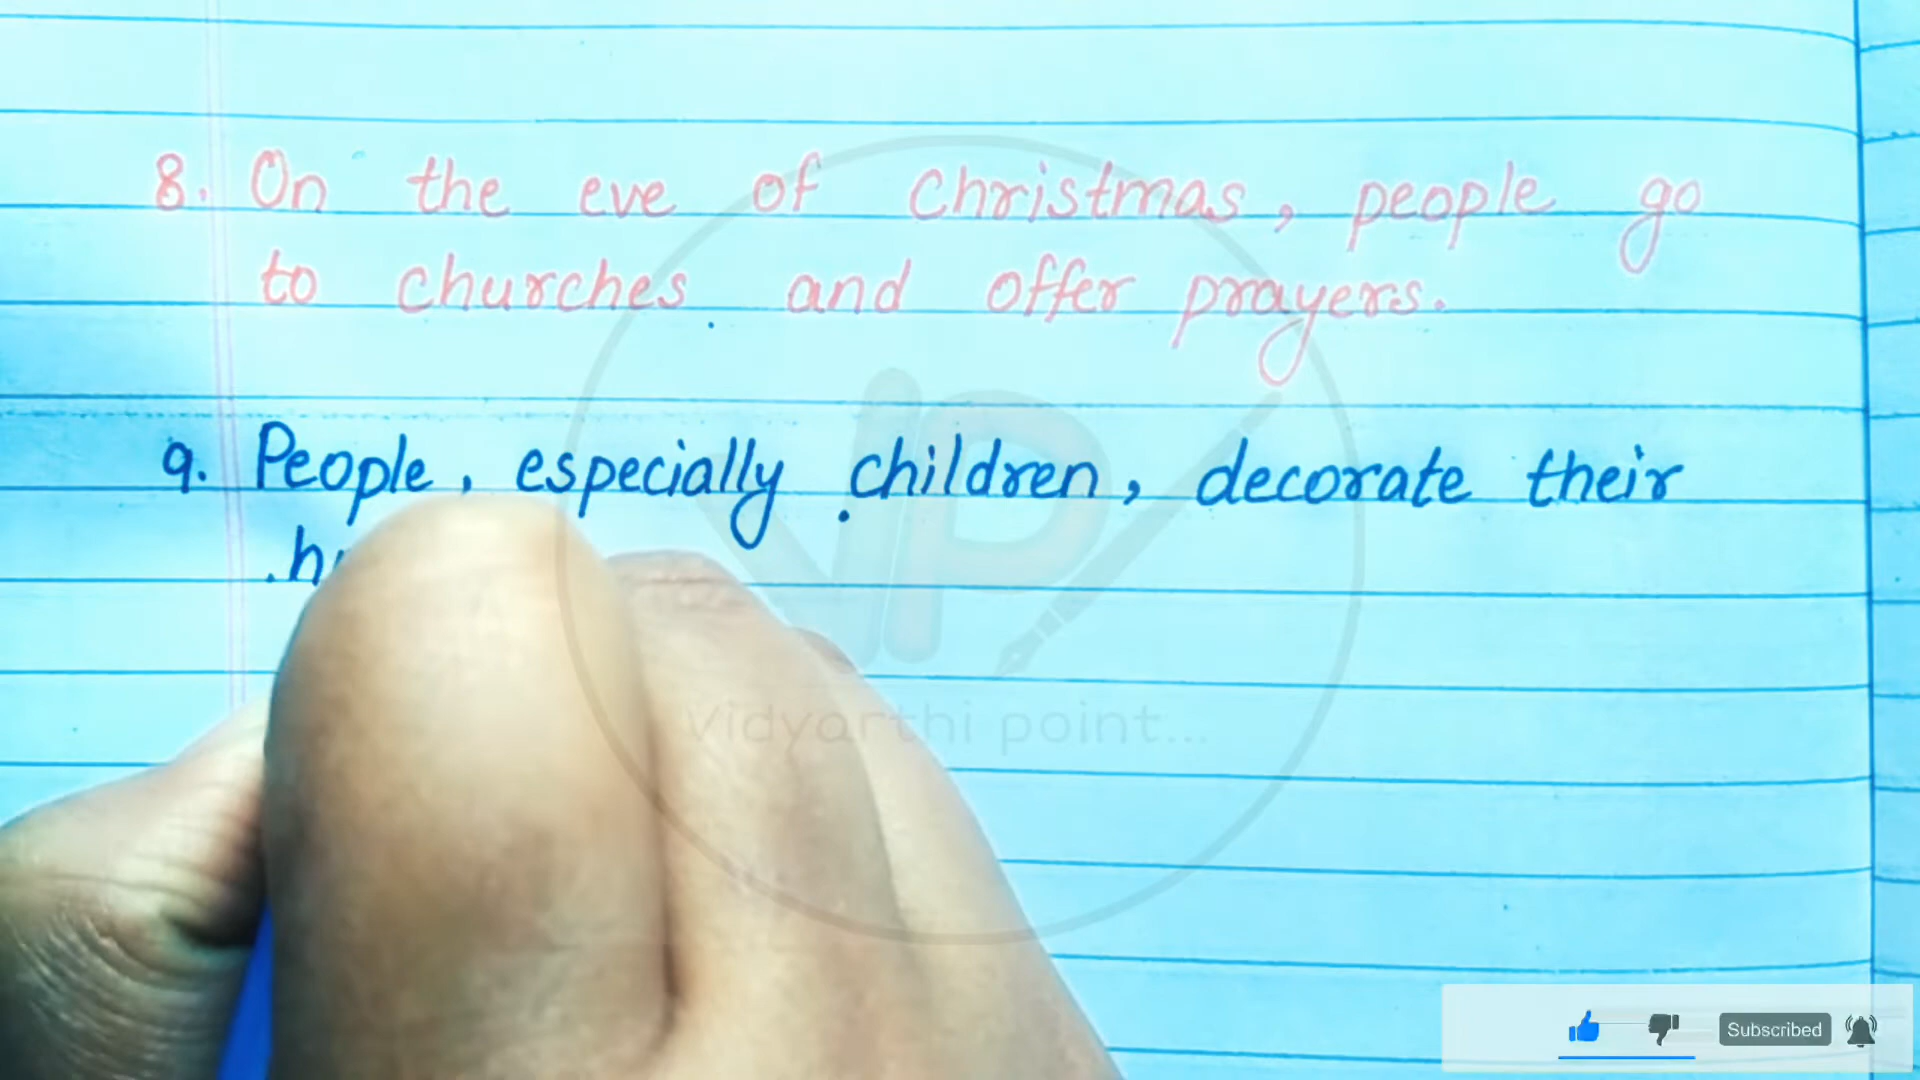 8. On the eve of Christmas, people go
to churches and offer prayers.
9. People, especially children, decorate their
Vidyarthi point...
Subscribed